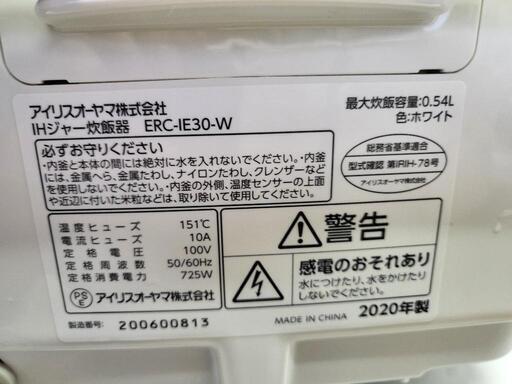 アイリスオーヤマ株式会社
IHジャー炊飯器 ERC-IE30-W
最大炊飯容量:0.54L
色:ホワイト
必ずお守りください
・内釜と本体の間には絶対に水を入れないでください。・内釜
には、金属へら、金属たわし、ナイロンたわし、クレンザーなど
を使用しないでください。・内釜の外側、温度センサーの上面
や近辺に付いた米粒などは、取り除いて使用してください。
総務省基準適合
型式確認 第IRIH-78号
アイリスオーヤマ株式会社
温度ヒューズ 151℃
電流ヒューズ 10A
定格電圧 100V
定格周波数 50/60Hz
定格消費電力 725W
PSE
アイリスオーヤマ株式会社
製造番号: 200600813
警告
感電のおそれあり
水につけたり、水をかけたり
しないでください。
MADE IN CHINA 2020年製